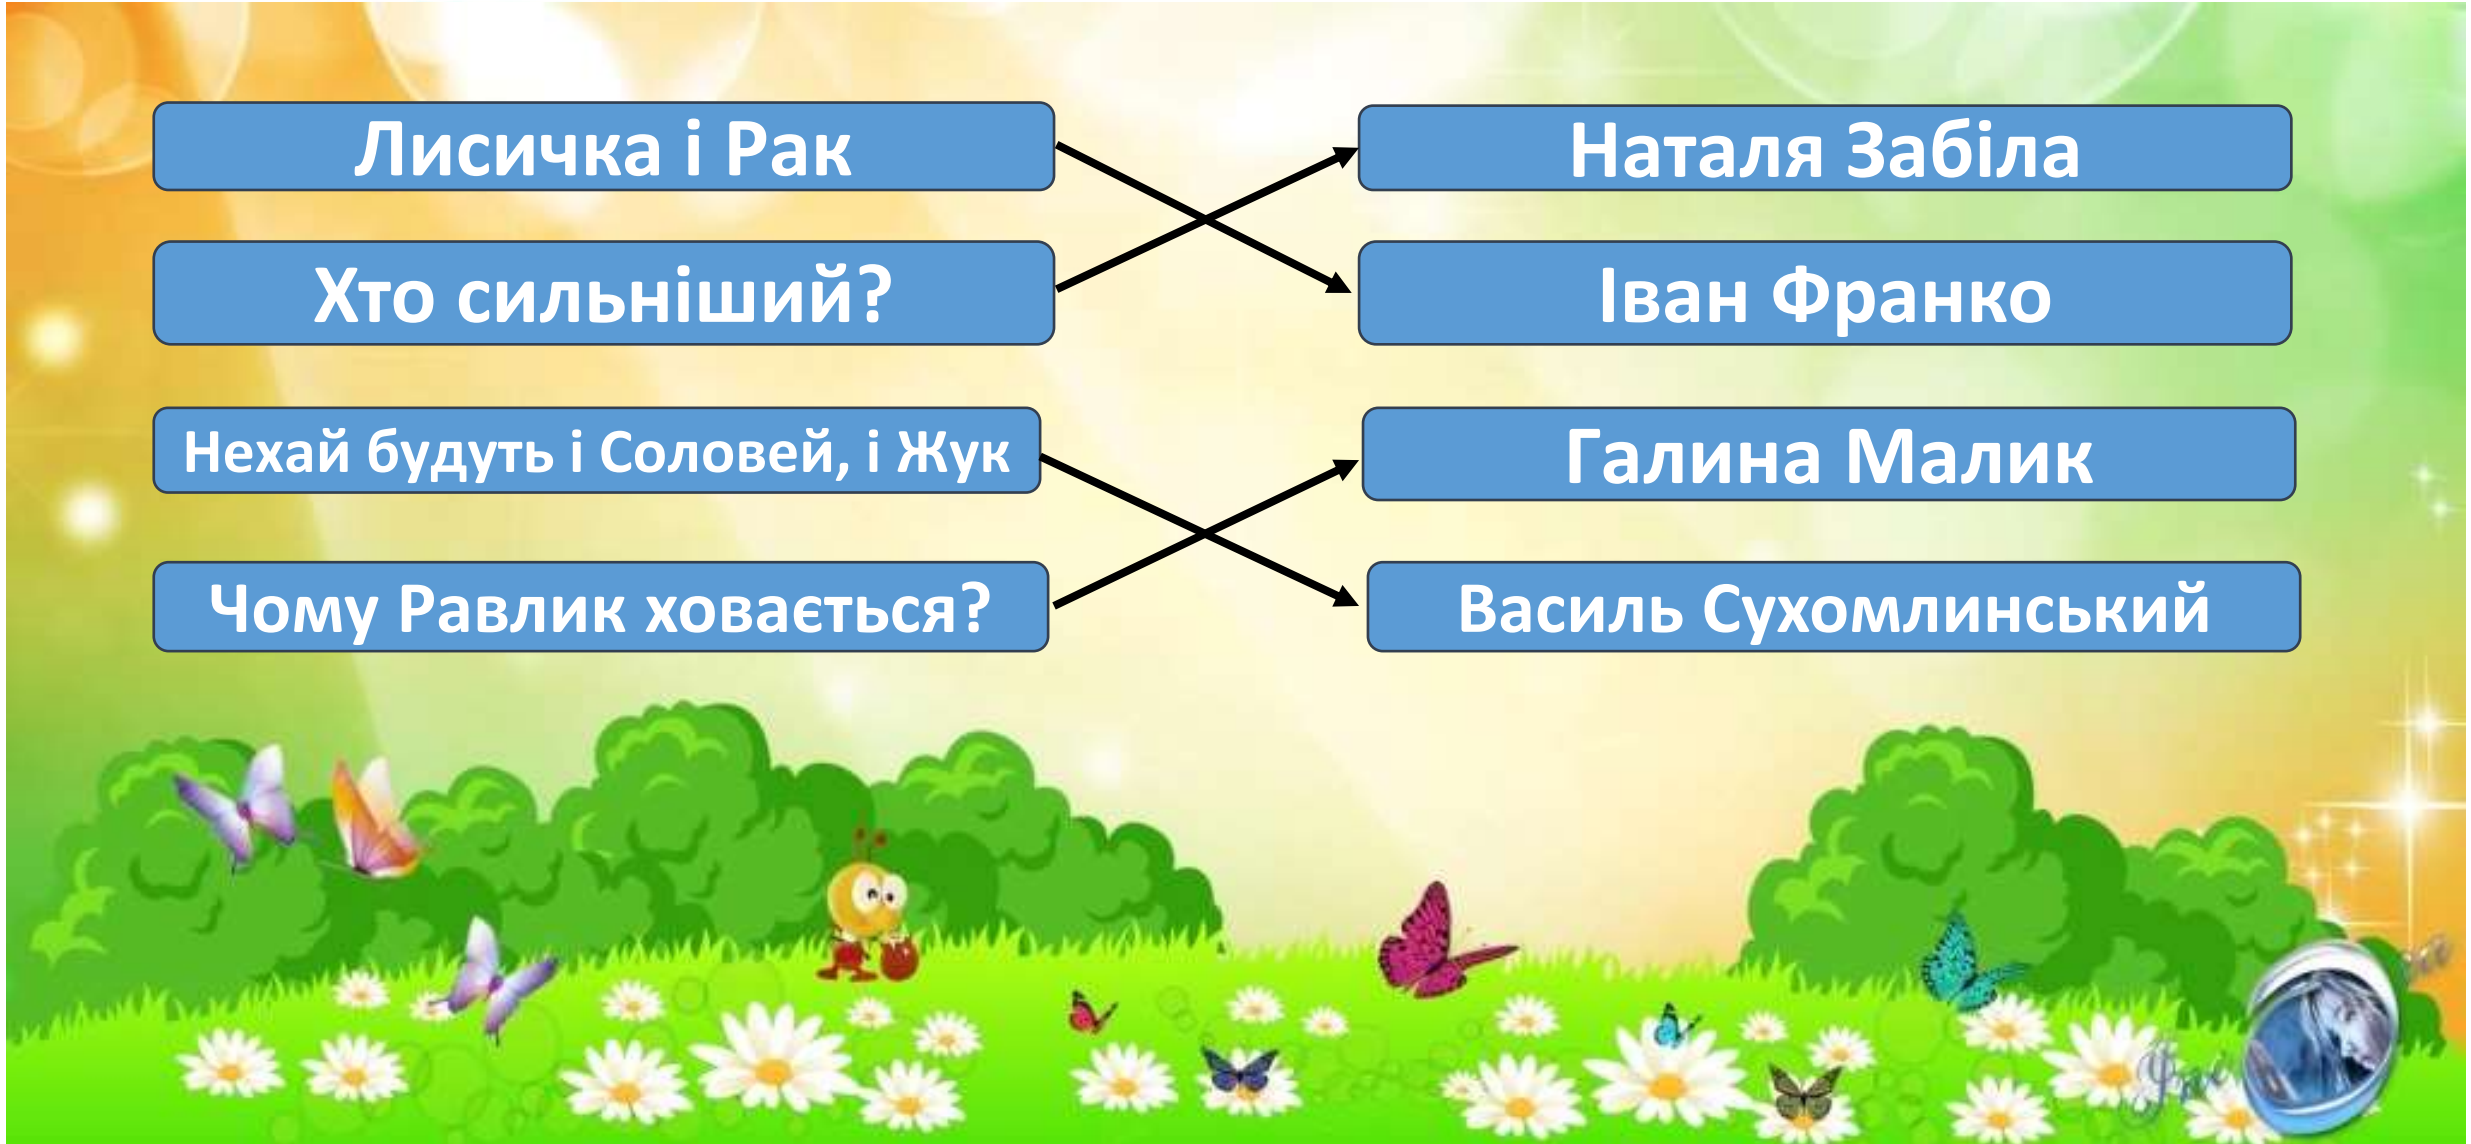 Лисичка і Рак
Наталя Забіла
Хто сильніший?
Іван Франко
Нехай будуть і Соловей, і Жук
Галина Малик
Чому Равлик ховається?
Василь Сухомлинський